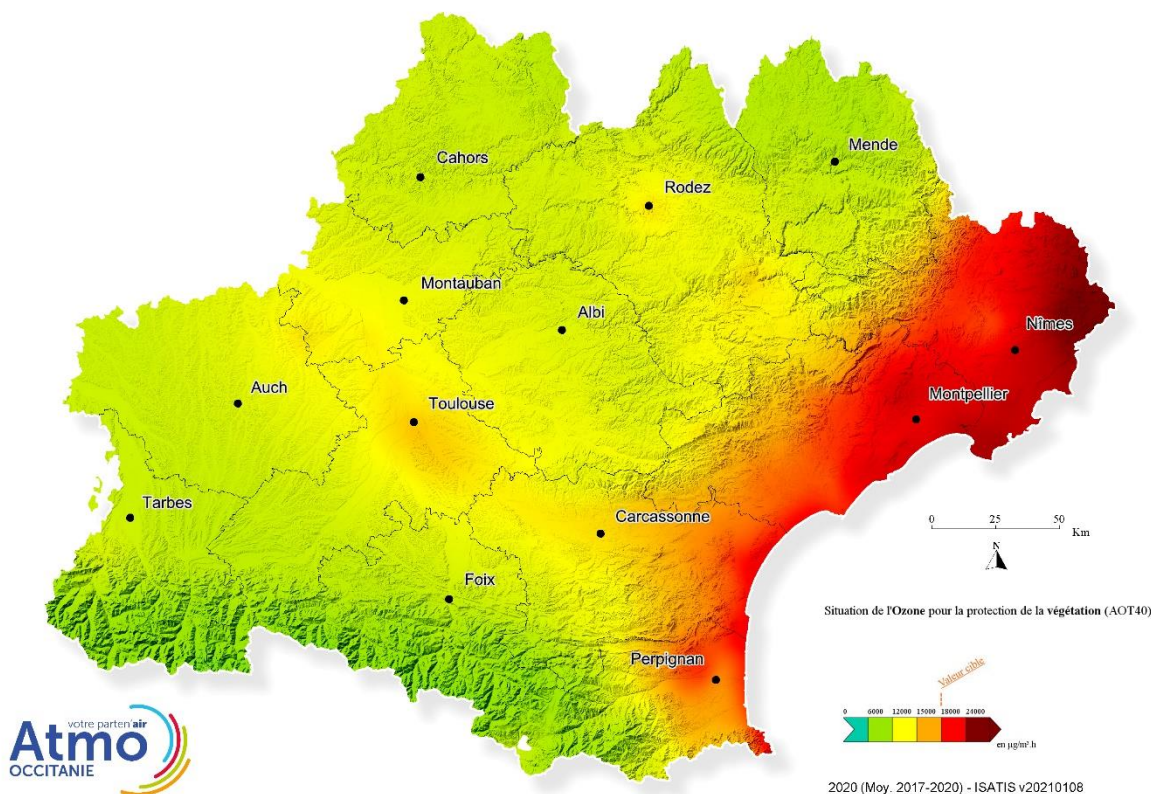 Cahors
Mende
Rodez
Montauban
Albi
Nîmes
Auch
Toulouse
Montpellier
Tarbes
Carcassonne
0 25 50
Km
Foix
N
Situation de l'Ozone pour la protection de la végétation (AOT40)
Perpignan
Valeur cible
votre parten'air
Atmo
OCCITANIE
0 6000 12000 15000 18000 24000
en µg/m³.h
2020 (Moy. 2017-2020) - ISATIS v20210108